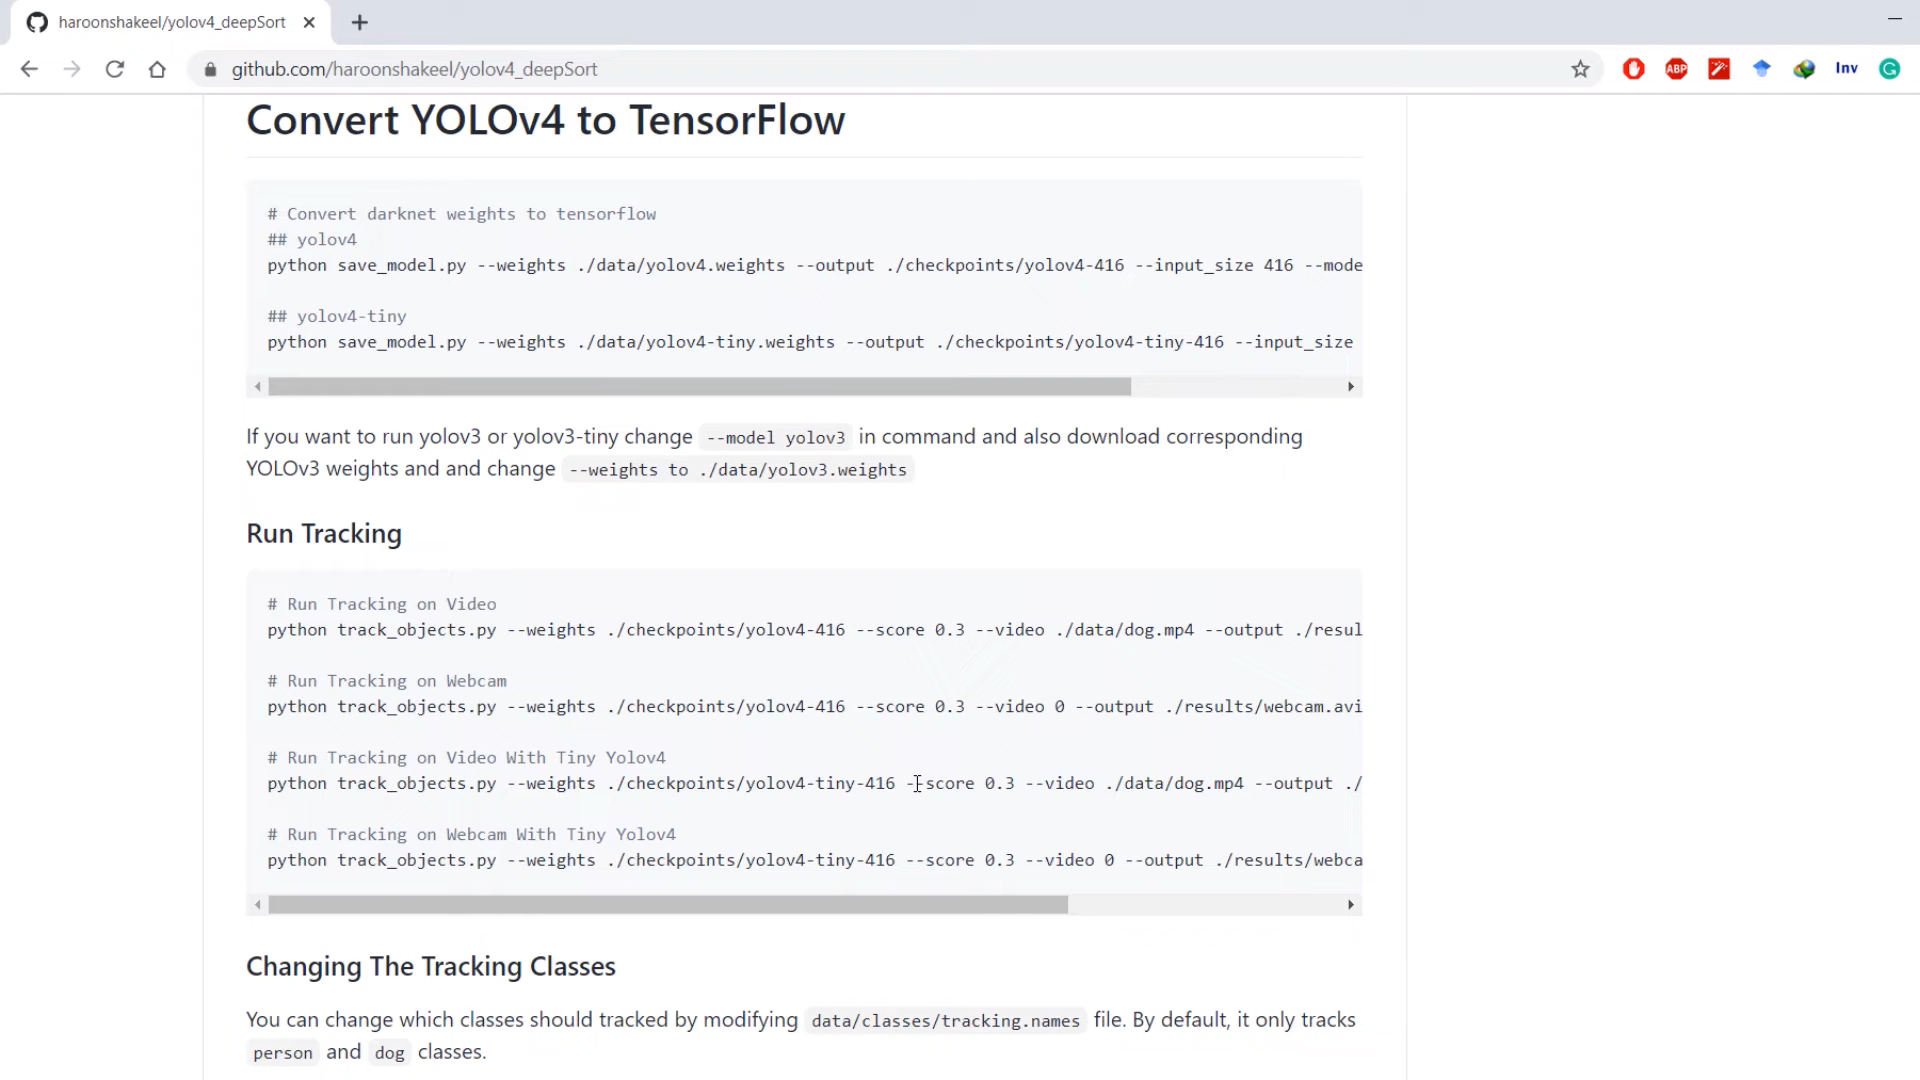 haroonshakeel/yolov4_deepSort
github.com/haroonshakeel/yolov4_deepSort
ABP
Inv
Convert YOLOv4 to TensorFlow
# Convert darknet weights to tensorflow
## yolov4
python save_model.py --weights ./data/yolov4.weights --output ./checkpoints/yolov4-416 --input_size 416 --mode
## yolov4-tiny
python save_model.py --weights ./data/yolov4-tiny.weights --output ./checkpoints/yolov4-tiny-416 --input_size
If you want to run yolov3 or yolov3-tiny change --model yolov3 in command and also download corresponding
YOLOv3 weights and and change --weights to ./data/yolov3.weights
Run Tracking
# Run Tracking on Video
python track_objects.py --weights ./checkpoints/yolov4-416 --score 0.3 --video ./data/dog.mp4 --output ./resul
# Run Tracking on Webcam
python track_objects.py --weights ./checkpoints/yolov4-416 --score 0.3 --video 0 --output ./results/webcam.avi
# Run Tracking on Video With Tiny Yolov4
python track_objects.py --weights ./checkpoints/yolov4-tiny-416 --score 0.3 --video ./data/dog.mp4 --output ./
# Run Tracking on Webcam With Tiny Yolov4
python track_objects.py --weights ./checkpoints/yolov4-tiny-416 --score 0.3 --video 0 --output ./results/webca
Changing The Tracking Classes
You can change which classes should tracked by modifying data/classes/tracking.names file. By default, it only tracks
person and dog classes.